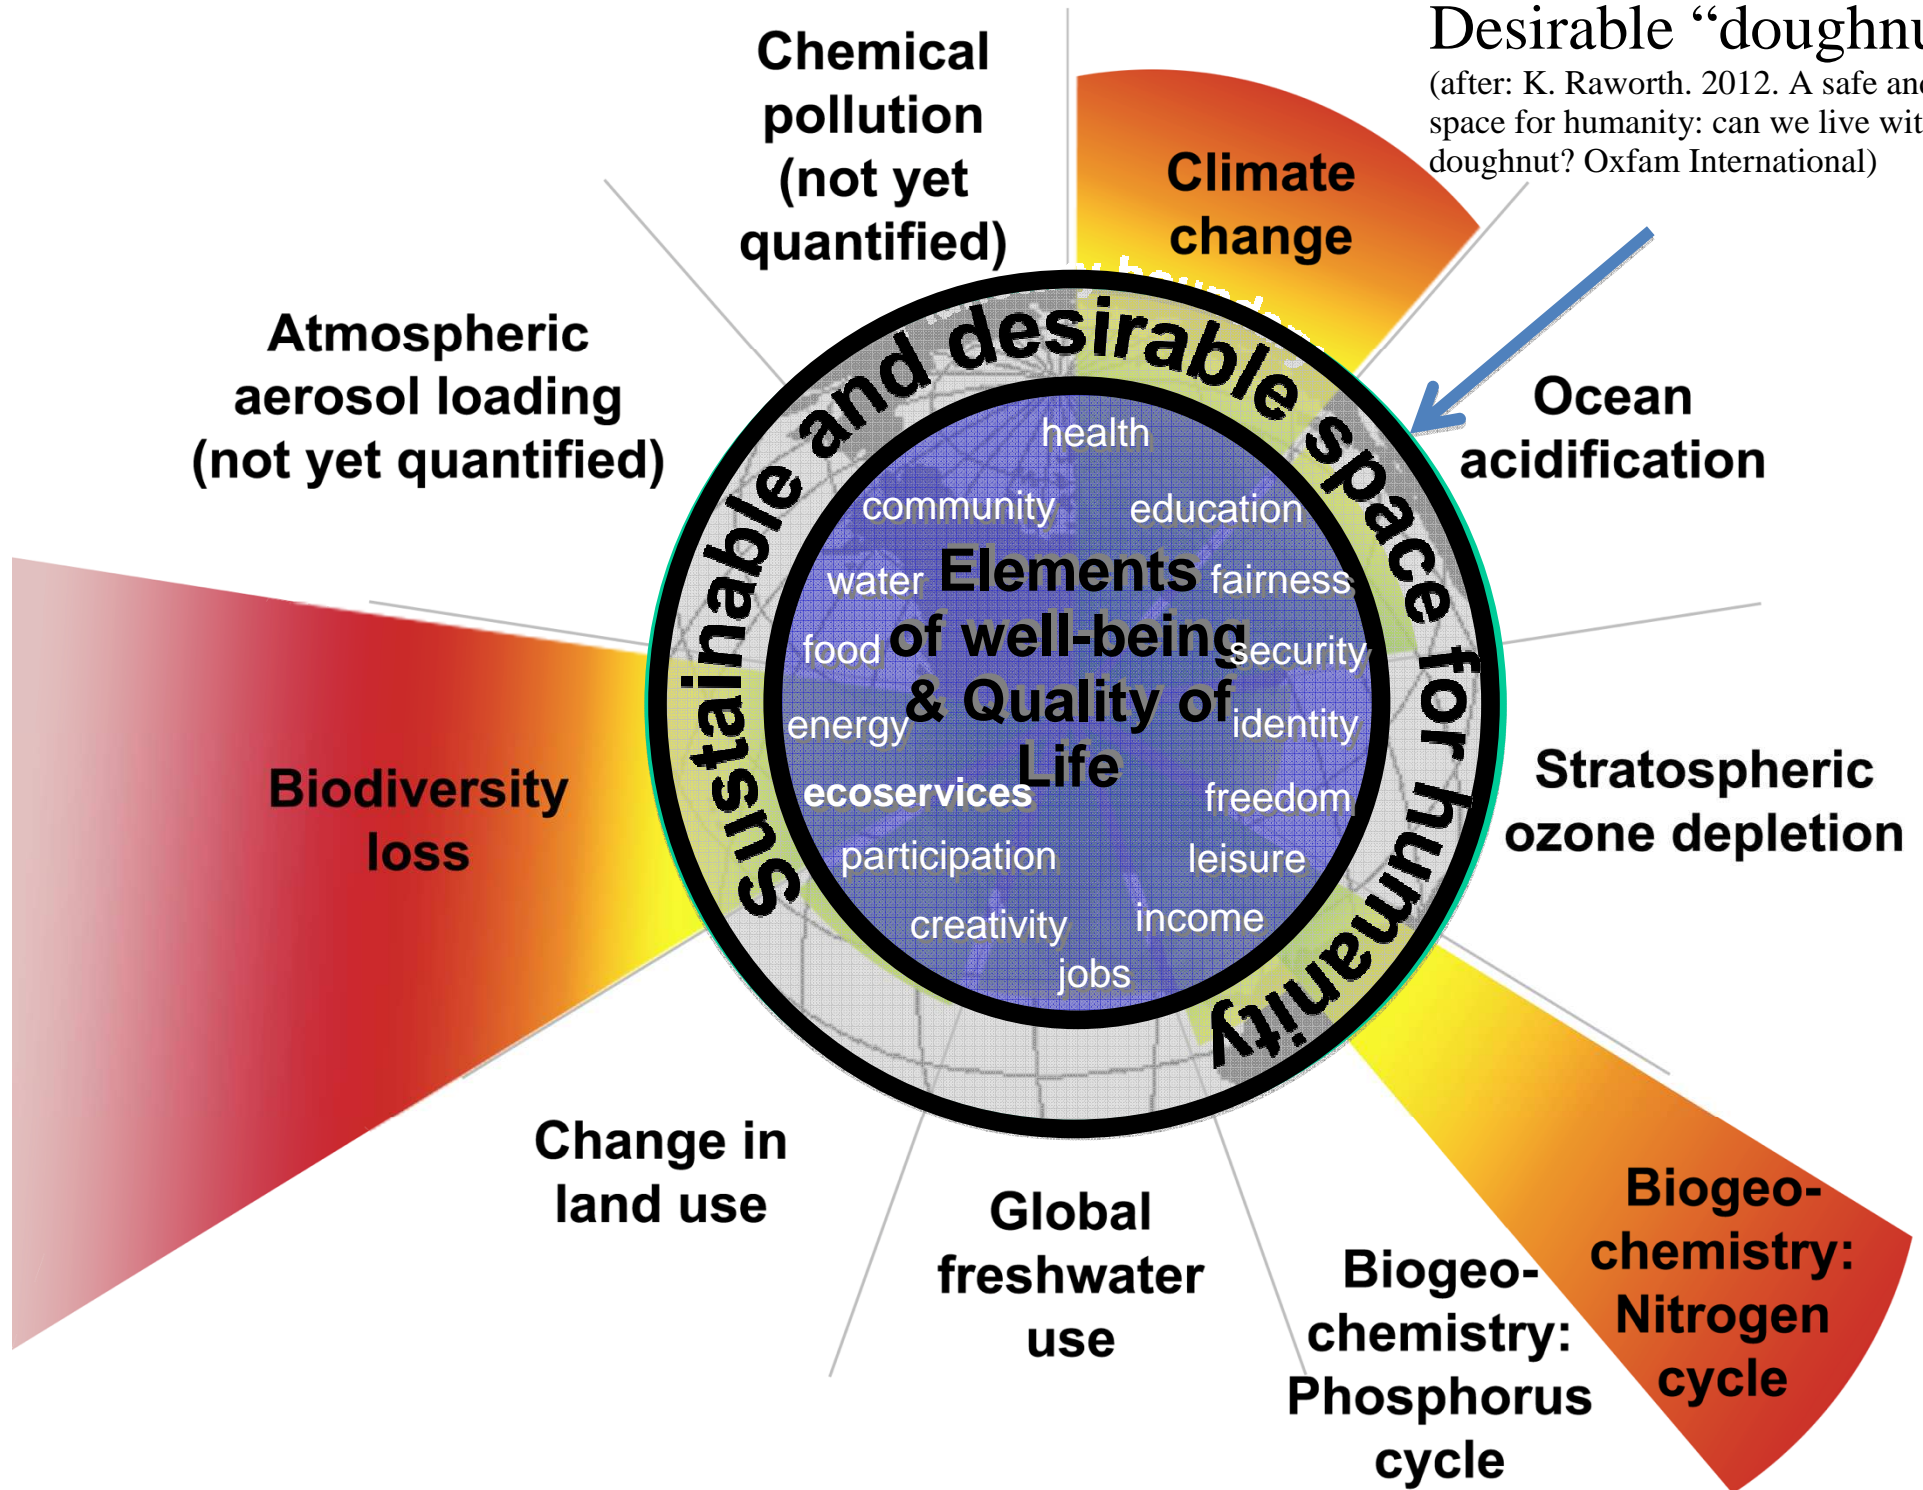 Desirable “doughnu
(after: K. Raworth. 2012. A safe and
space for humanity: can we live wit
doughnut? Oxfam International)
Chemical
pollution
(not yet
quantified)
Climate
change
Atmospheric
aerosol loading
(not yet quantified)
Ocean
acidification
Sustainable and desirable space for humanity
health
community
education
water
fairness
food
security
energy
identity
Elements
of well-being
& Quality of
Life
ecoservices
freedom
participation
leisure
creativity
income
jobs
Biodiversity
loss
Stratospheric
ozone depletion
Change in
land use
Global
freshwater
use
Biogeo-
chemistry:
Phosphorus
cycle
Biogeo-
chemistry:
Nitrogen
cycle